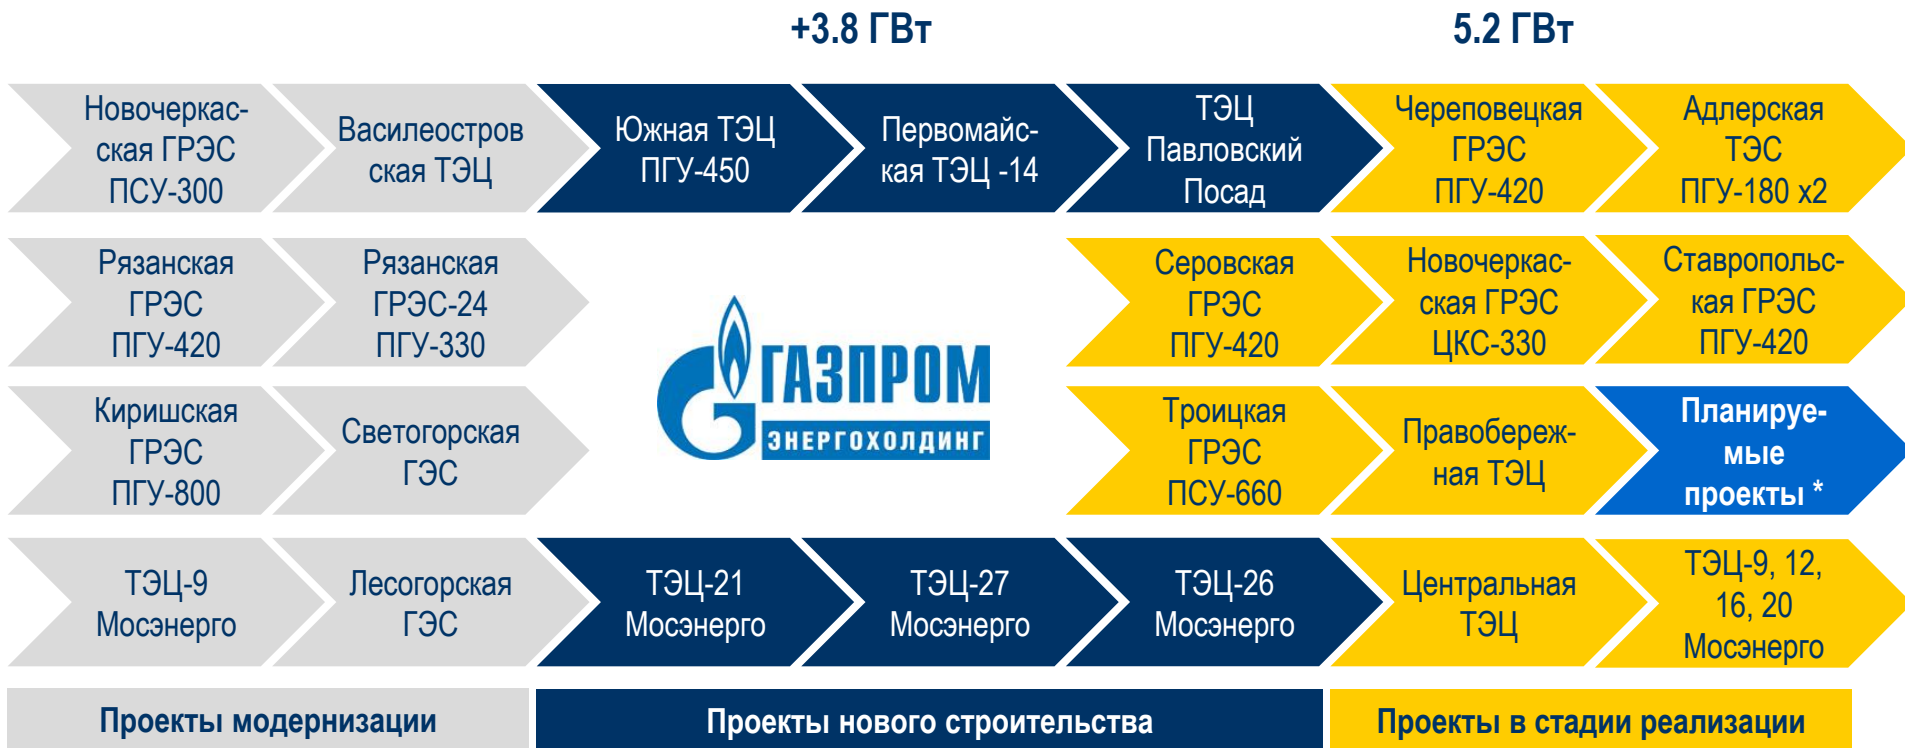 +3.8 ГВт
5.2 ГВт
Новочеркас-
ская ГРЭС
ПСУ-300
Василеостров
ская ТЭЦ
Южная ТЭЦ
ПГУ-450
Первомайс-
кая ТЭЦ -14
ТЭЦ
Павловский
Посад
Череповецкая
ГРЭС
ПГУ-420
Адлерская
ТЭС
ПГУ-180 х2
Рязанская
ГРЭС
ПГУ-420
Рязанская
ГРЭС-24
ПГУ-330
ГАЗПРОМ
ЭНЕРГОХОЛДИНГ
Серовская
ГРЭС
ПГУ-420
Новочеркас-
ская ГРЭС
ЦКС-330
Ставропольс-
кая ГРЭС
ПГУ-420
Киришская
ГРЭС
ПГУ-800
Светогорская
ГЭС
Троицкая
ГРЭС
ПСУ-660
Правобереж-
ная ТЭЦ
Планируе-
мые
проекты *
ТЭЦ-9
Мосэнерго
Лесогорская
ГЭС
ТЭЦ-21
Мосэнерго
ТЭЦ-27
Мосэнерго
ТЭЦ-26
Мосэнерго
Центральная
ТЭЦ
ТЭЦ-9, 12,
16, 20
Мосэнерго
Проекты модернизации
Проекты нового строительства
Проекты в стадии реализации